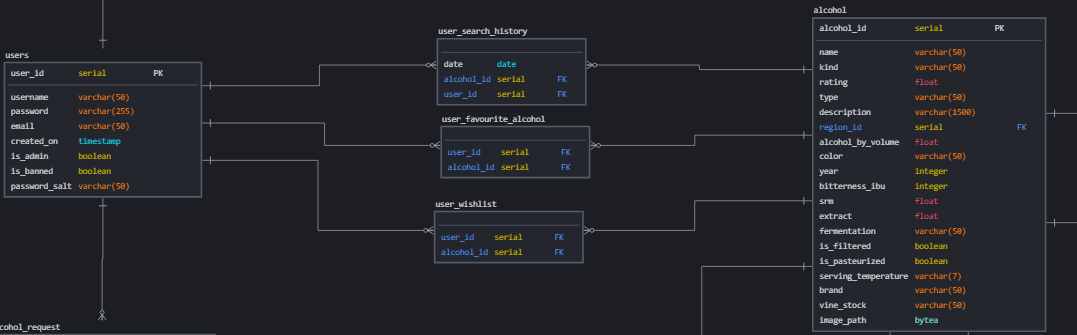 users
user_id serial PK
username varchar(50)
password varchar(255)
email varchar(50)
created_on timestamp
is_admin boolean
is_banned boolean
password_salt varchar(50)
user_search_history
date date
alcohol_id serial FK
user_id serial FK
user_favourite_alcohol
user_id serial FK
alcohol_id serial FK
user_wishlist
user_id serial FK
alcohol_id serial FK
alcohol
alcohol_id serial PK
name varchar(50)
kind varchar(50)
rating float
type varchar(50)
description varchar(1500)
region_id serial FK
alcohol_by_volume float
color varchar(50)
year integer
bitterness_ibu integer
srm float
extract float
fermentation varchar(50)
is_filtered boolean
is_pasteurized boolean
serving_temperature varchar(7)
brand varchar(50)
vine_stock varchar(50)
image_path bytea
cohol_request